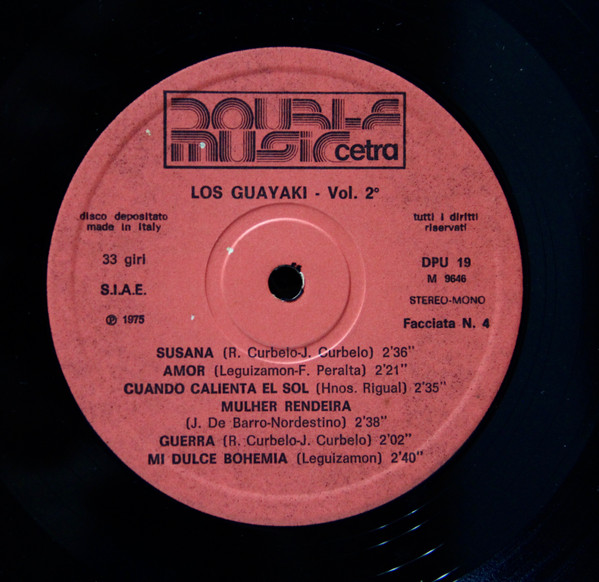 DOUBLE
MUSIC cetra
LOS GUAYAKI - Vol. 2°
disco depositato
made in Italy
tutti i diritti
riservati
33 giri
DPU 19
M 9646
S.I.A.E.
STEREO-MONO
℗ 1975
Facciata N. 4
SUSANA (R. Curbelo-J. Curbelo) 2'36"
AMOR (Leguizamon-F. Peralta) 2'21"
CUANDO CALIENTA EL SOL (Hnos. Rigual) 2'35"
MULHER RENDEIRA
(J. De Barro-Nordestino) 2'38"
GUERRA (R. Curbelo-J. Curbelo) 2'02"
MI DULCE BOHEMIA (Leguizamon) 2'40"